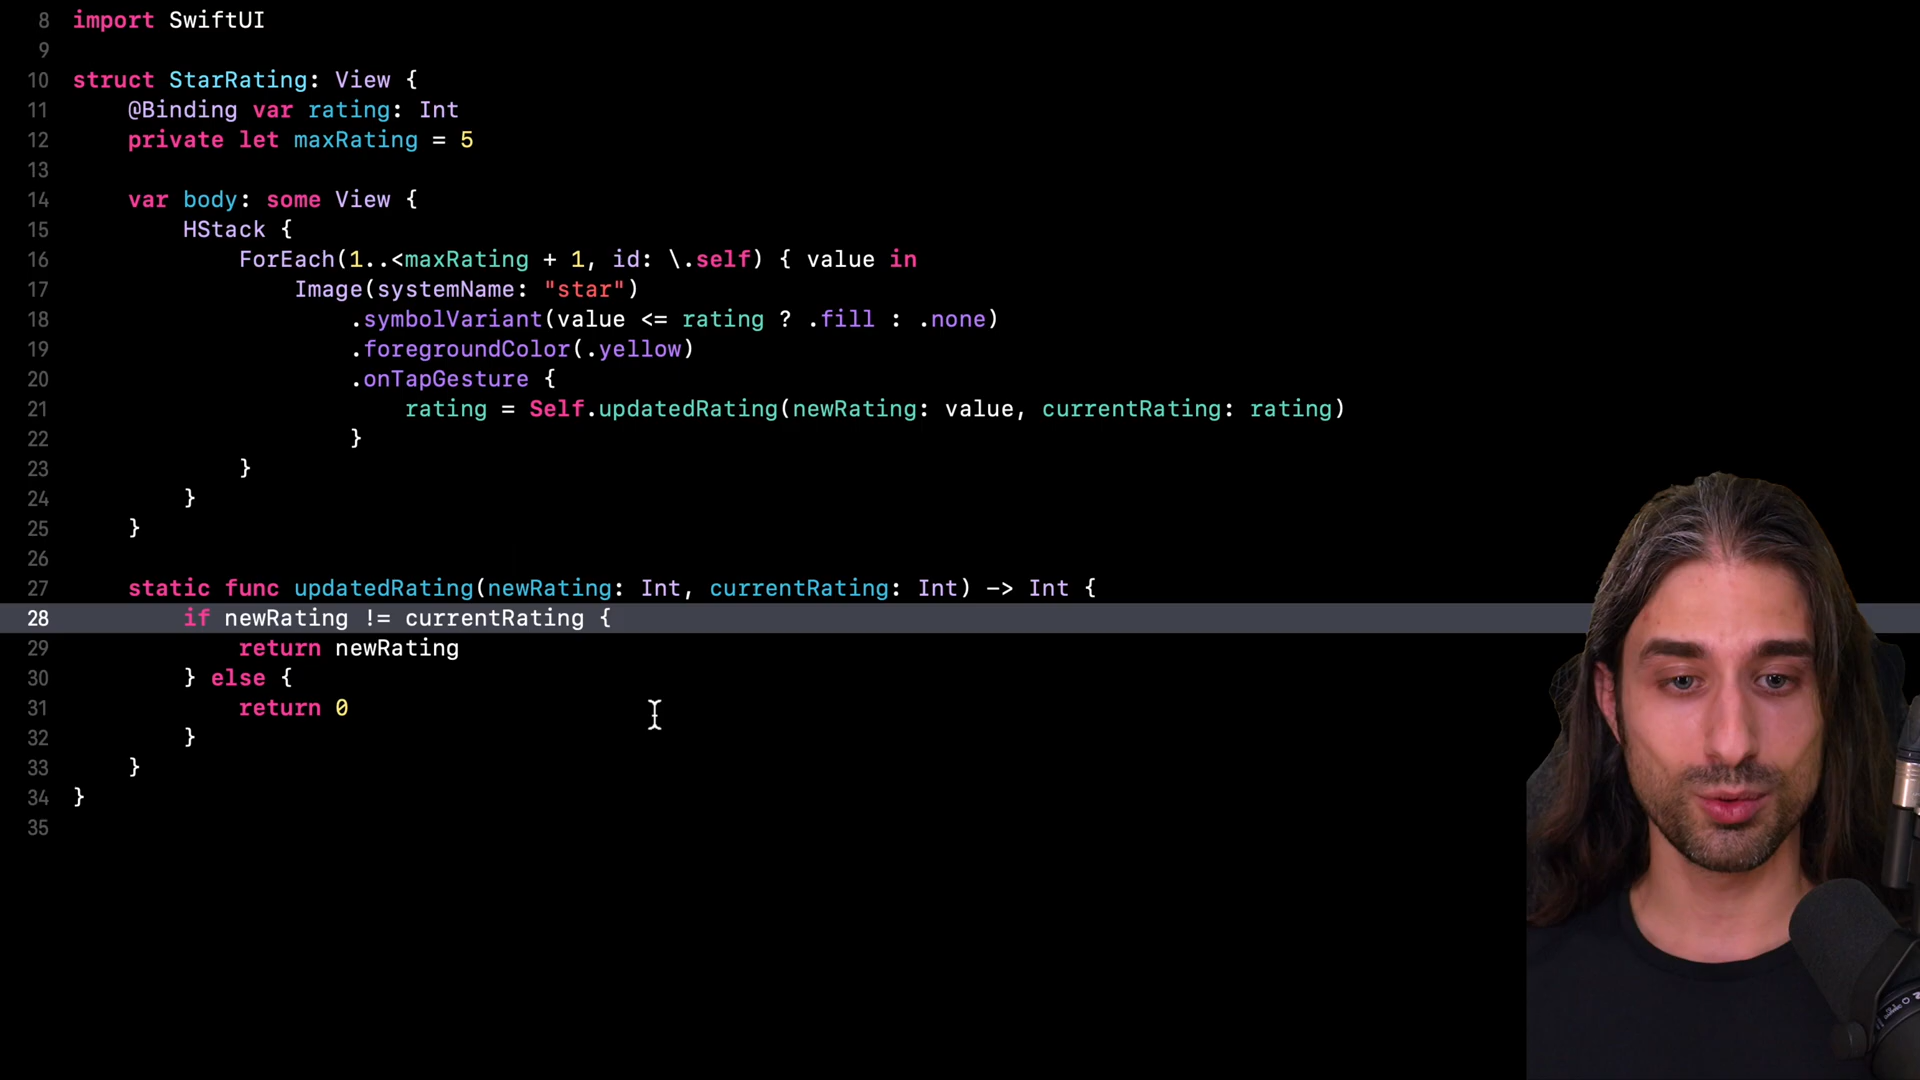 8 import SwiftUI
9
10 struct StarRating: View {
11     @Binding var rating: Int
12     private let maxRating = 5
13
14     var body: some View {
15         HStack {
16             ForEach(1..<maxRating + 1, id: \.self) { value in
17                 Image(systemName: "star")
18                     .symbolVariant(value <= rating ? .fill : .none)
19                     .foregroundColor(.yellow)
20                     .onTapGesture {
21                         rating = Self.updatedRating(newRating: value, currentRating: rating)
22                     }
23             }
24         }
25     }
26
27     static func updatedRating(newRating: Int, currentRating: Int) -> Int {
28         if newRating != currentRating {
29             return newRating
30         } else {
31             return 0
32         }
33     }
34 }
35